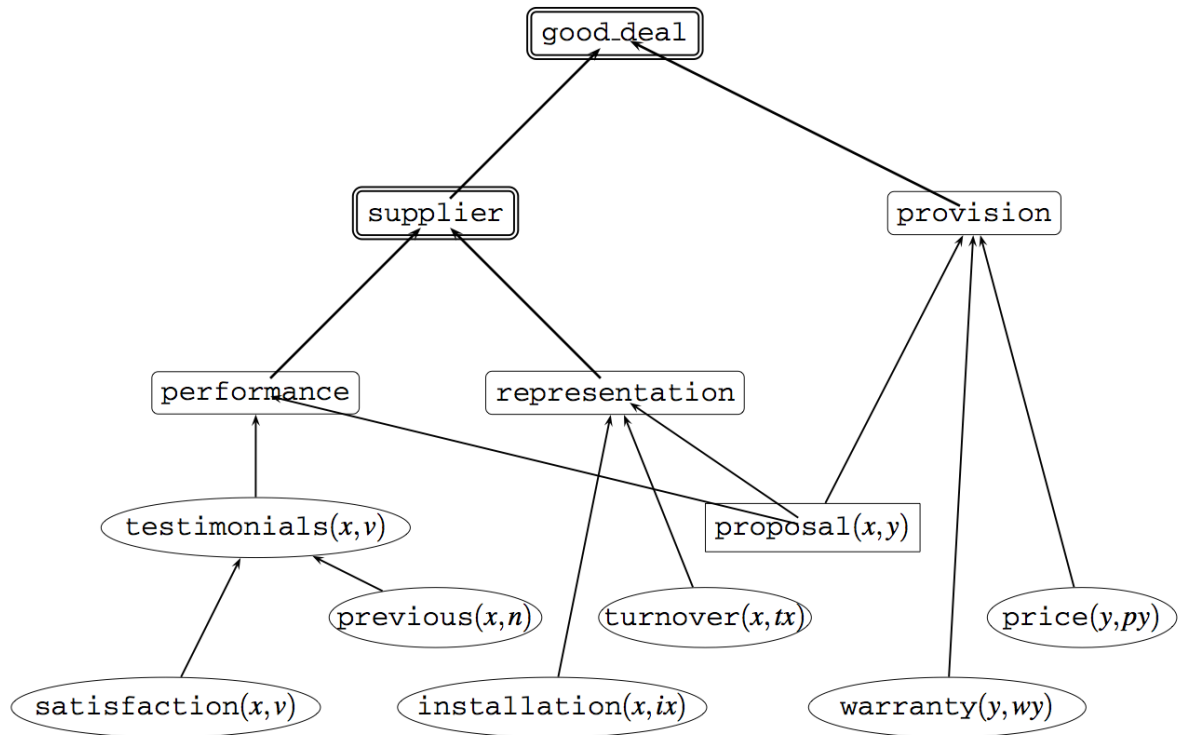 good_deal
supplier
provision
performance
representation
testimonials(x,v)
proposal(x,y)
previous(x,n)
turnover(x,tx)
price(y,py)
satisfaction(x,v)
installation(x,ix)
warranty(y,wy)